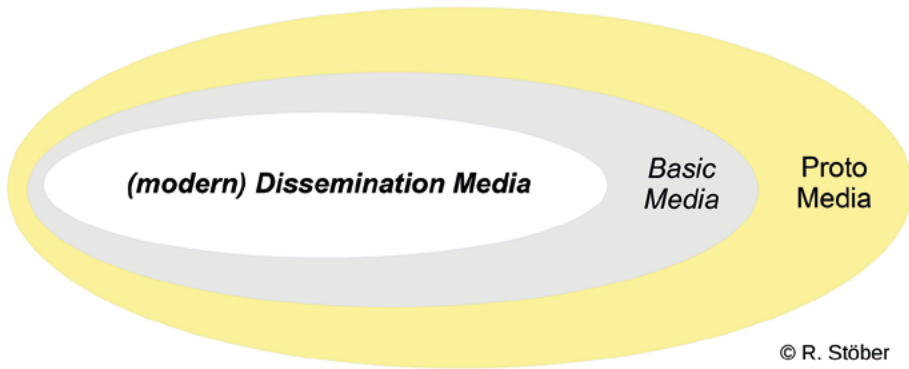 (modern) Dissemination Media
Basic
Media
Proto
Media
© R. Stöber